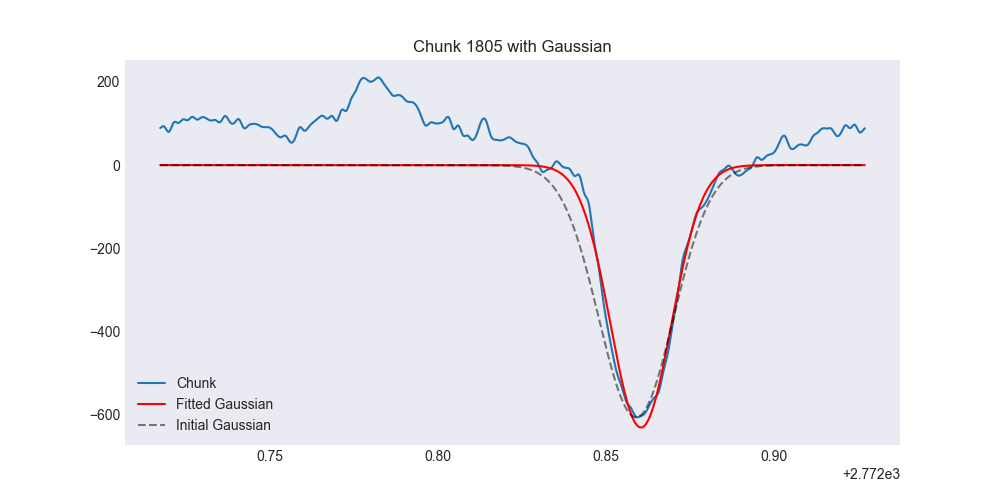 Chunk 1805 with Gaussian
200
0
−200
−400
−600
Chunk
Fitted Gaussian
Initial Gaussian
0.75 0.80 0.85 0.90
+2.772e3